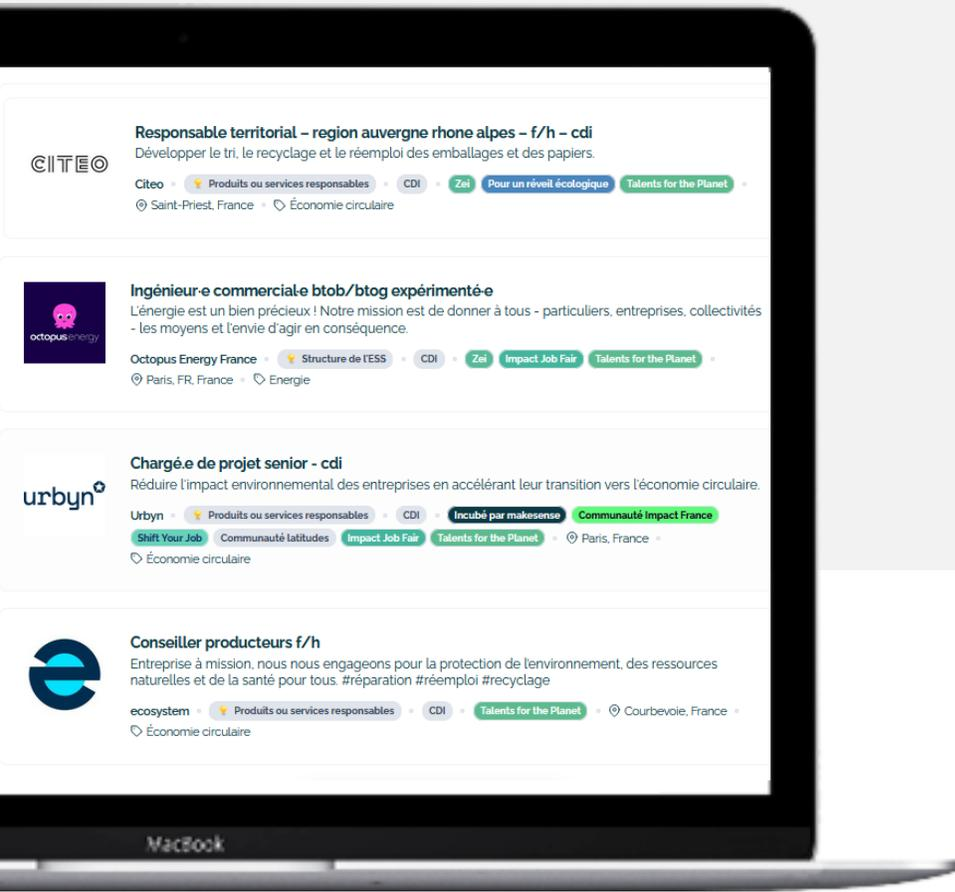 CITEO
Responsable territorial – region auvergne rhone alpes – f/h – cdi
Développer le tri, le recyclage et le réemploi des emballages et des papiers.
Citeo Produits ou services responsables CDI Zei Pour un réveil écologique Talents for the Planet
Saint-Priest, France Économie circulaire
octopusenergy
Ingénieur·e commercial·e btob/btog expérimenté·e
L'énergie est un bien précieux ! Notre mission est de donner à tous - particuliers, entreprises, collectivités
- les moyens et l'envie d'agir en conséquence.
Octopus Energy France Structure de l'ESS CDI Zei Impact Job Fair Talents for the Planet
Paris, FR, France Energie
urbyn
Chargé.e de projet senior - cdi
Réduire l'impact environnemental des entreprises en accélérant leur transition vers l'économie circulaire.
Urbyn Produits ou services responsables CDI Incubé par makesense Communauté Impact France
Shift Your Job Communauté latitudes Impact Job Fair Talents for the Planet Paris, France
Économie circulaire
Conseiller producteurs f/h
Entreprise à mission, nous nous engageons pour la protection de l'environnement, des ressources
naturelles et de la santé pour tous. #réparation #réemploi #recyclage
ecosystem Produits ou services responsables CDI Talents for the Planet Courbevoie, France
Économie circulaire
MacBook